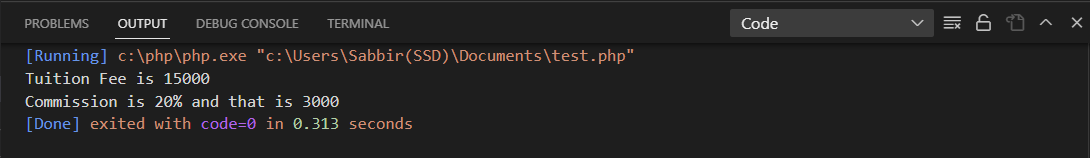 PROBLEMS OUTPUT DEBUG CONSOLE TERMINAL Code
[Running] c:\php\php.exe "c:\Users\Sabbir(SSD)\Documents\test.php"
Tuition Fee is 15000
Commission is 20% and that is 3000
[Done] exited with code=0 in 0.313 seconds